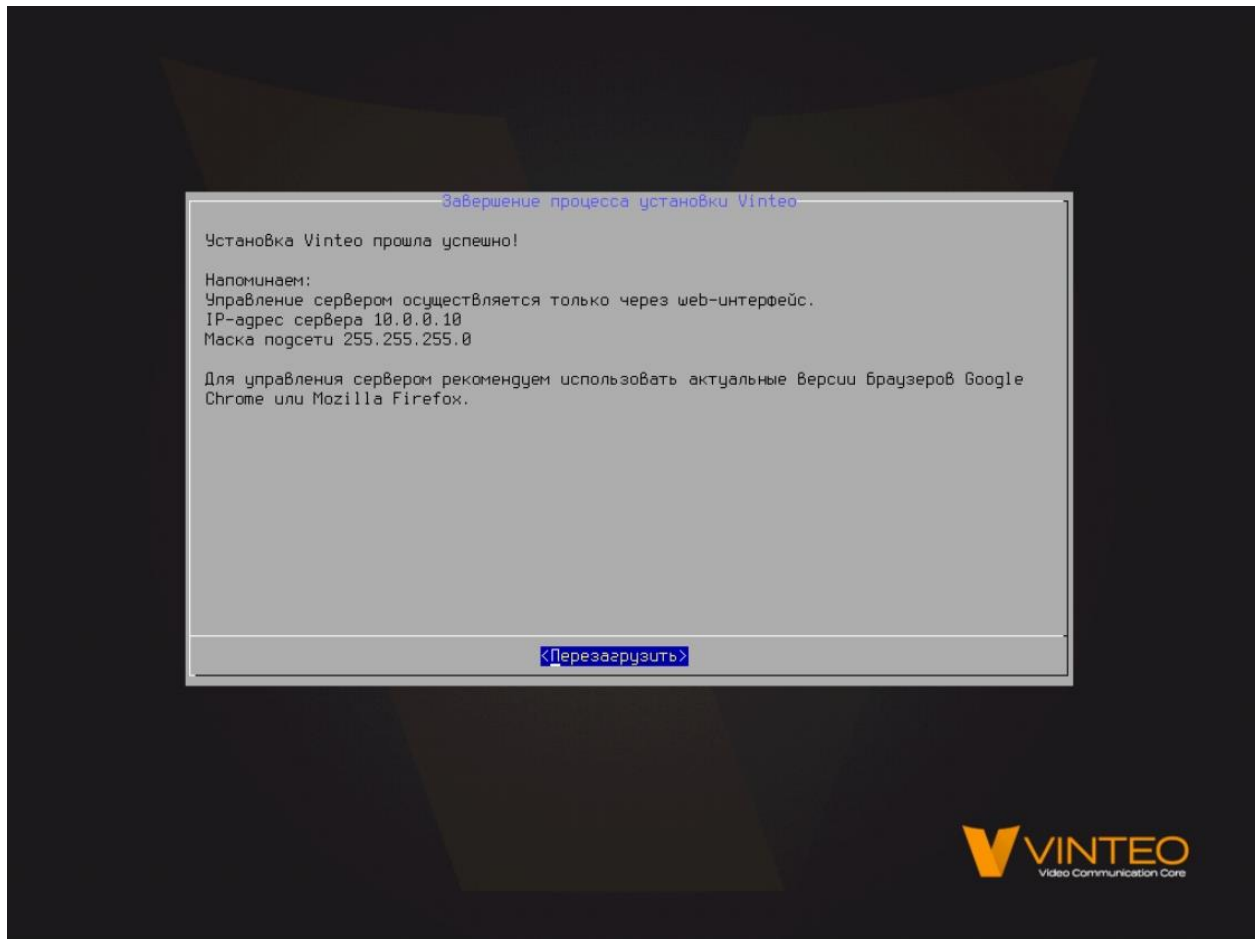 Завершение процесса установки Vinteo
Установка Vinteo прошла успешно!
Напоминаем:
Управление сервером осуществляется только через web-интерфейс.
IP-адрес сервера 10.0.0.10
Маска подсети 255.255.255.0
Для управления сервером рекомендуем использовать актуальные версии браузеров Google
Chrome или Mozilla Firefox.
<Перезагрузить>
VINTEO
Video Communication Core